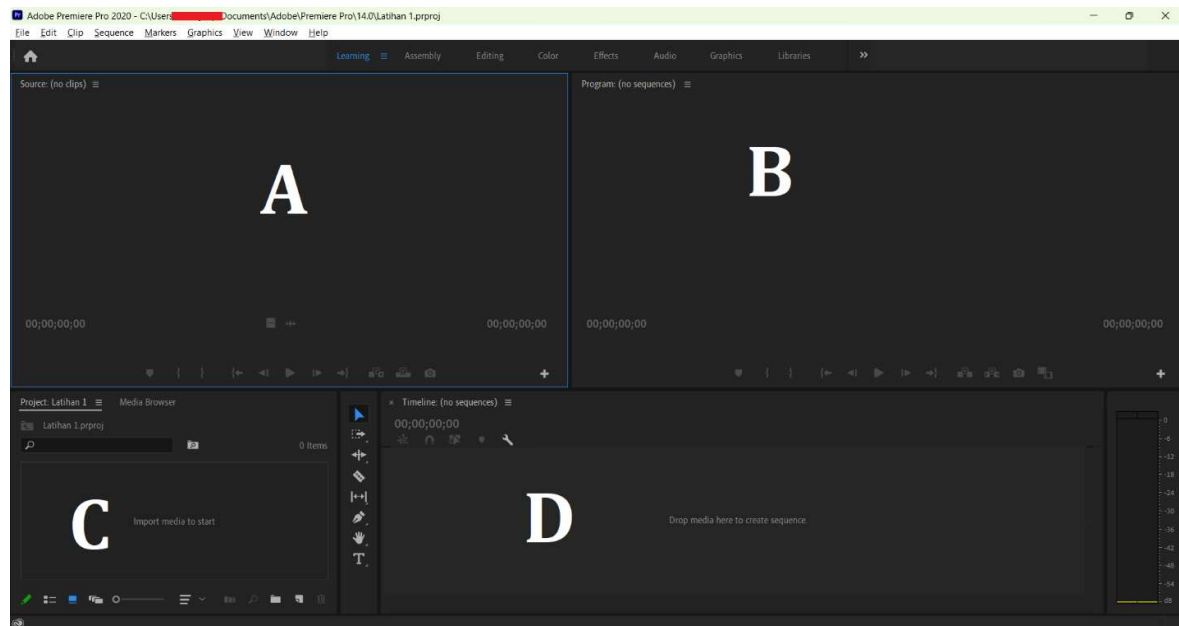 Adobe Premiere Pro 2020 - C:\Users Documents\Adobe\Premiere Pro\14.0\Latihan 1.prproj
File Edit Clip Sequence Markers Graphics View Window Help
Learning Assembly Editing Color Effects Audio Graphics Libraries
Source: (no clips)
Program: (no sequences)
A
B
00;00;00;00 00;00;00;00
00;00;00;00 00;00;00;00
Project: Latihan 1 Media Browser
Latihan 1.prproj
0 Items
C
Import media to start
Timeline: (no sequences)
00;00;00;00
D
Drop media here to create sequence.
0
-6
-12
-18
-24
-30
-36
-42
-48
-54
dB